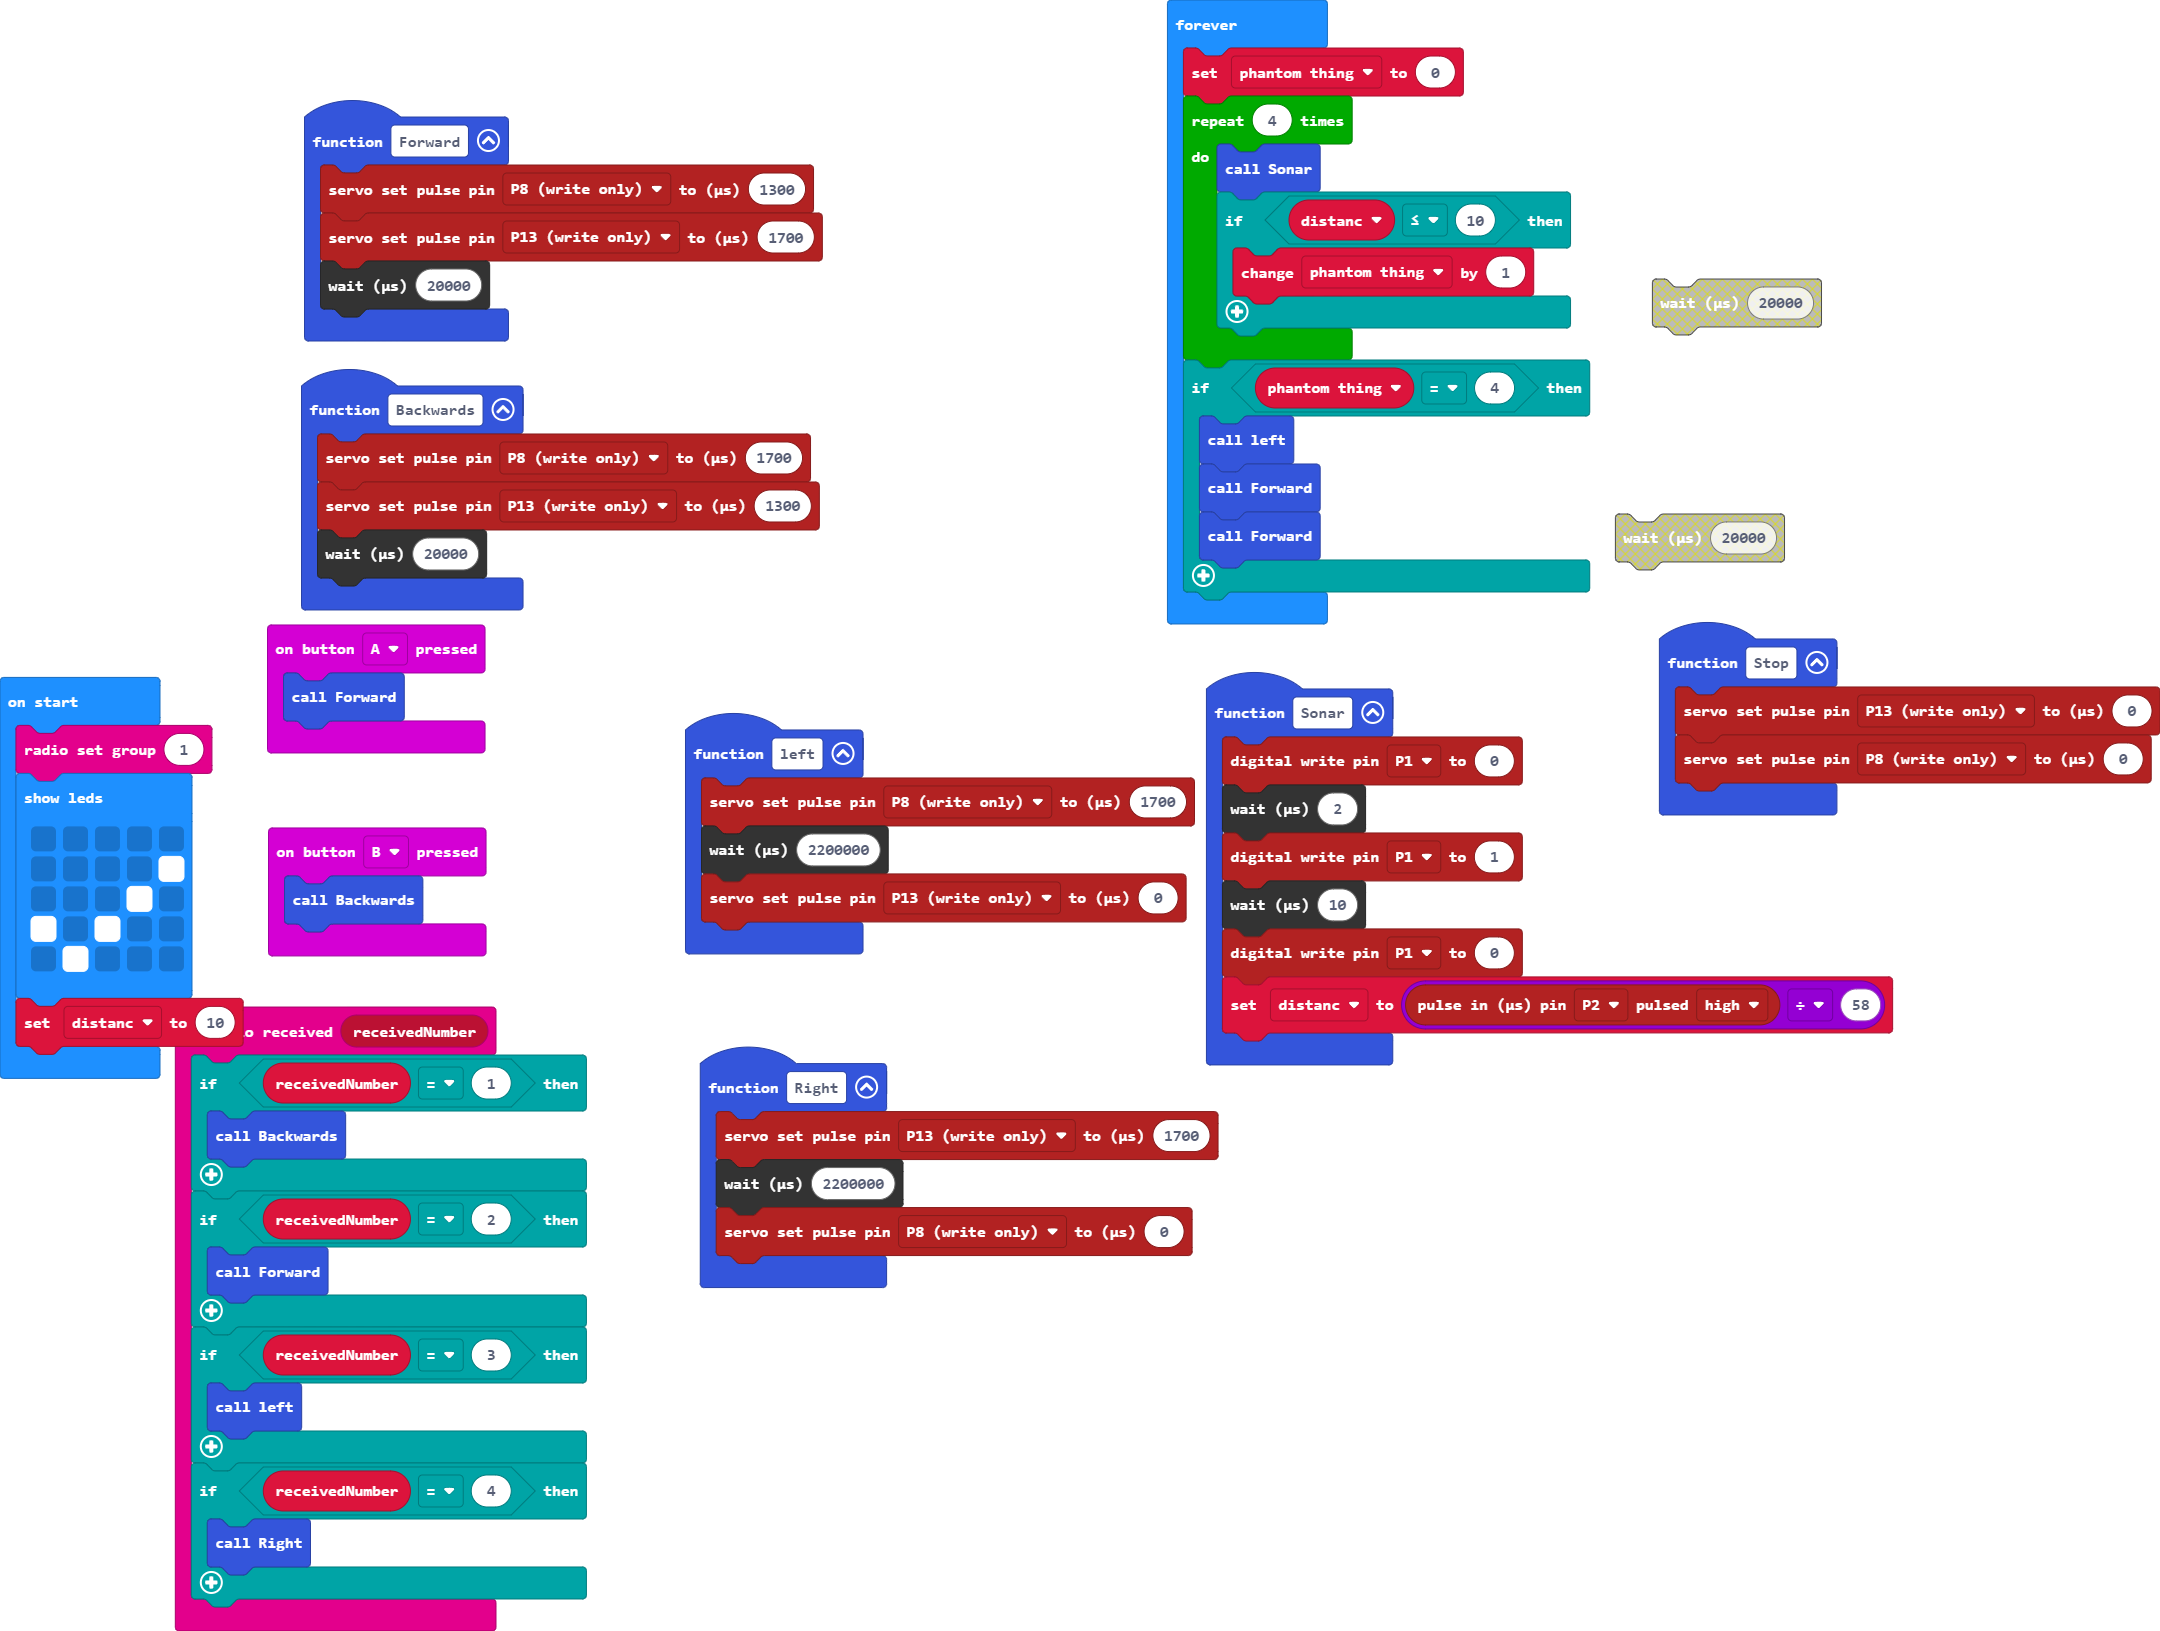 forever
set phantom thing to 0
repeat 4 times
do
call Sonar
if distanc ≤ 10 then
change phantom thing by 1
if phantom thing = 4 then
call left
call Forward
call Forward
wait (µs) 20000
wait (µs) 20000
function Forward
servo set pulse pin P8 (write only) to (µs) 1300
servo set pulse pin P13 (write only) to (µs) 1700
wait (µs) 20000
function Backwards
servo set pulse pin P8 (write only) to (µs) 1700
servo set pulse pin P13 (write only) to (µs) 1300
wait (µs) 20000
on button A pressed
call Forward
on button B pressed
call Backwards
on start
radio set group 1
show leds
set distanc to 10
o received receivedNumber
if receivedNumber = 1 then
call Backwards
if receivedNumber = 2 then
call Forward
if receivedNumber = 3 then
call left
if receivedNumber = 4 then
call Right
function left
servo set pulse pin P8 (write only) to (µs) 1700
wait (µs) 2200000
servo set pulse pin P13 (write only) to (µs) 0
function Right
servo set pulse pin P13 (write only) to (µs) 1700
wait (µs) 2200000
servo set pulse pin P8 (write only) to (µs) 0
function Sonar
digital write pin P1 to 0
wait (µs) 2
digital write pin P1 to 1
wait (µs) 10
digital write pin P1 to 0
set distanc to pulse in (µs) pin P2 pulsed high ÷ 58
function Stop
servo set pulse pin P13 (write only) to (µs) 0
servo set pulse pin P8 (write only) to (µs) 0